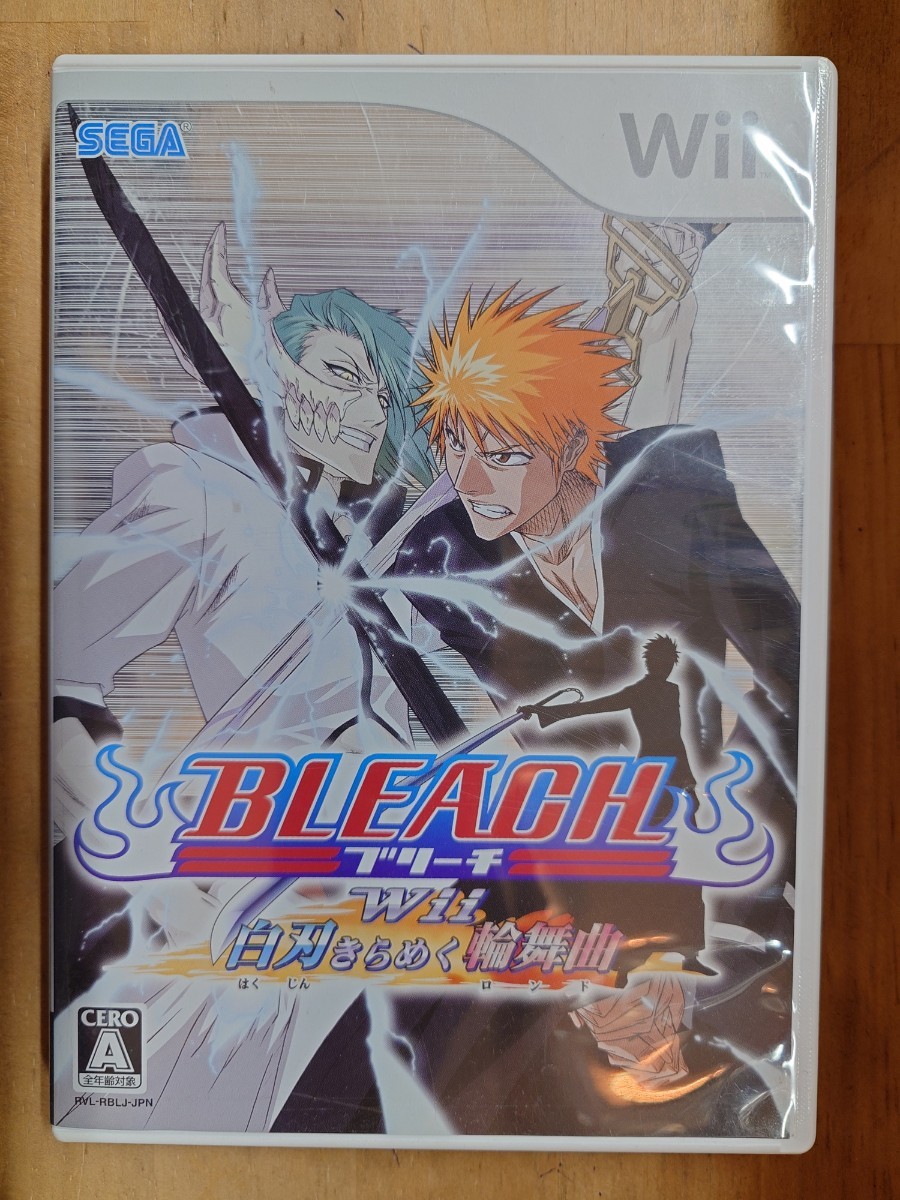 SEGA®
Wii™
BLEACH
ブリーチ
Wii
白刃きらめく輪舞曲
はくじん ロンド
CERO
A
全年齢対象
RVL-RBLJ-JPN